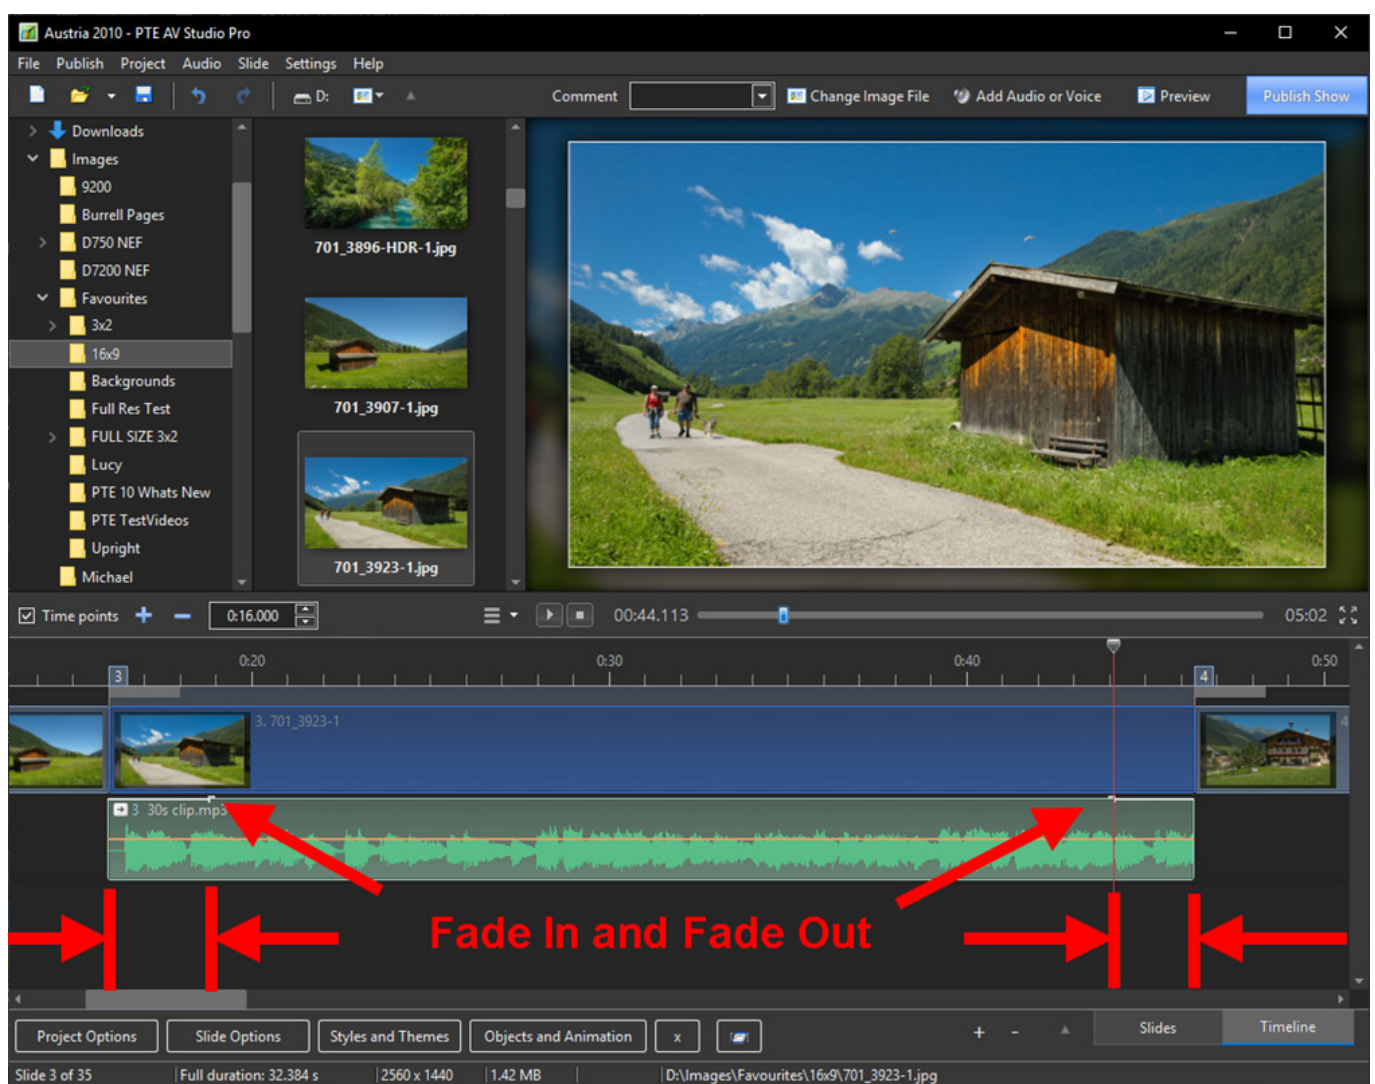 Austria 2010 - PTE AV Studio Pro
File Publish Project Audio Slide Settings Help
D: Comment Change Image File Add Audio or Voice Preview Publish Show
Downloads
Images
9200
Burrell Pages
D750 NEF
D7200 NEF
Favourites
3x2
16x9
Backgrounds
Full Res Test
FULL SIZE 3x2
Lucy
PTE 10 Whats New
PTE TestVideos
Upright
Michael
701_3896-HDR-1.jpg
701_3907-1.jpg
701_3923-1.jpg
Time points 0:16.000 00:44.113 05:02
0:20 0:30 0:40 0:50
3 4
3. 701_3923-1 4
3 30s clip.mp3
Fade In and Fade Out
Project Options Slide Options Styles and Themes Objects and Animation x + - Slides Timeline
Slide 3 of 35 Full duration: 32.384 s 2560 x 1440 1.42 MB D:\Images\Favourites\16x9\701_3923-1.jpg